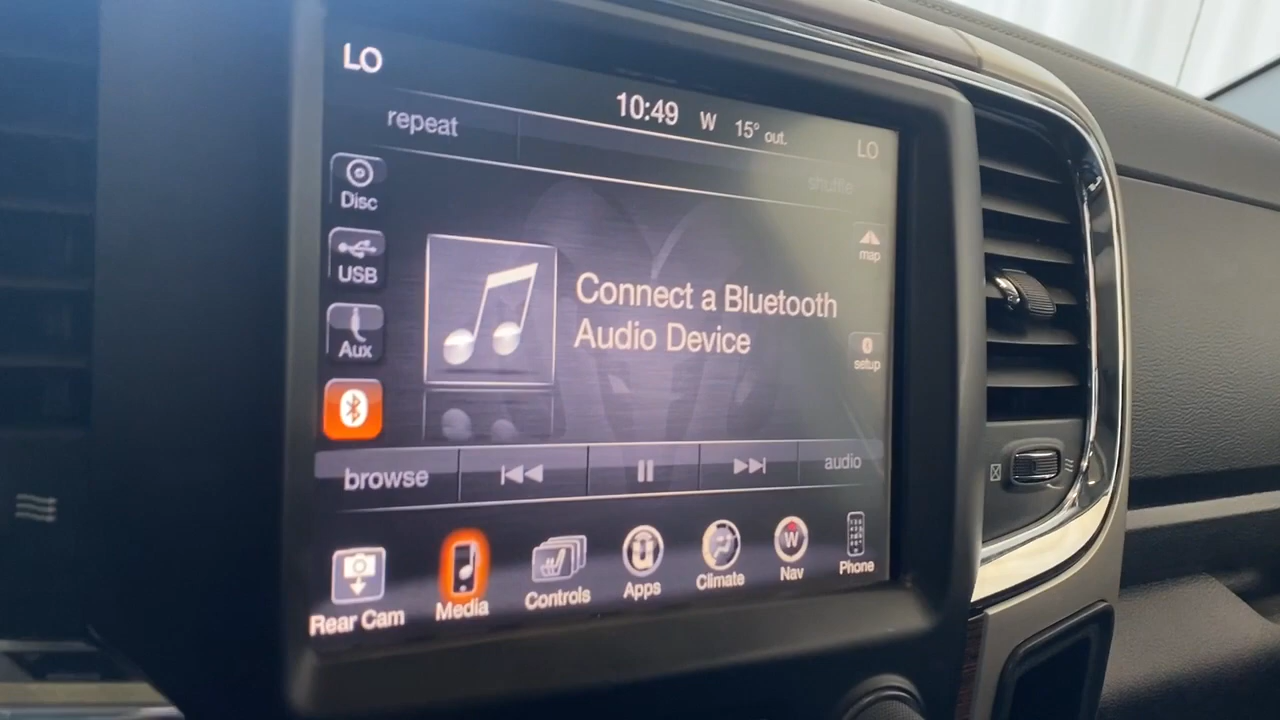 LO
10:49 W 15° out.
LO
repeat
shuffle
Disc
map
USB
Connect a Bluetooth
Audio Device
Aux
setup
browse
audio
Rear Cam
Media
Controls
Apps
Climate
W
Nav
Phone